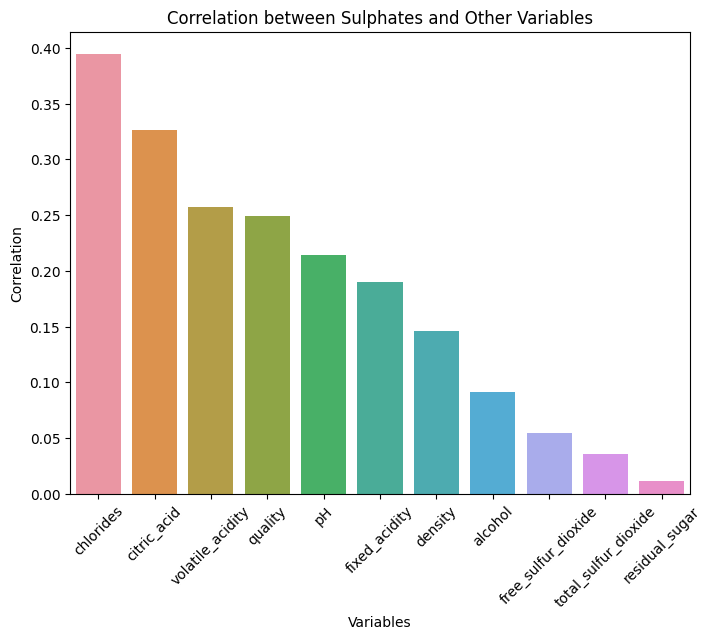 Correlation between Sulphates and Other Variables
0.40
0.35
0.30
0.25
0.20
0.15
0.10
0.05
0.00
Correlation
chlorides
citric_acid
volatile_acidity
quality
pH
fixed_acidity
density
alcohol
free_sulfur_dioxide
total_sulfur_dioxide
residual_sugar
Variables